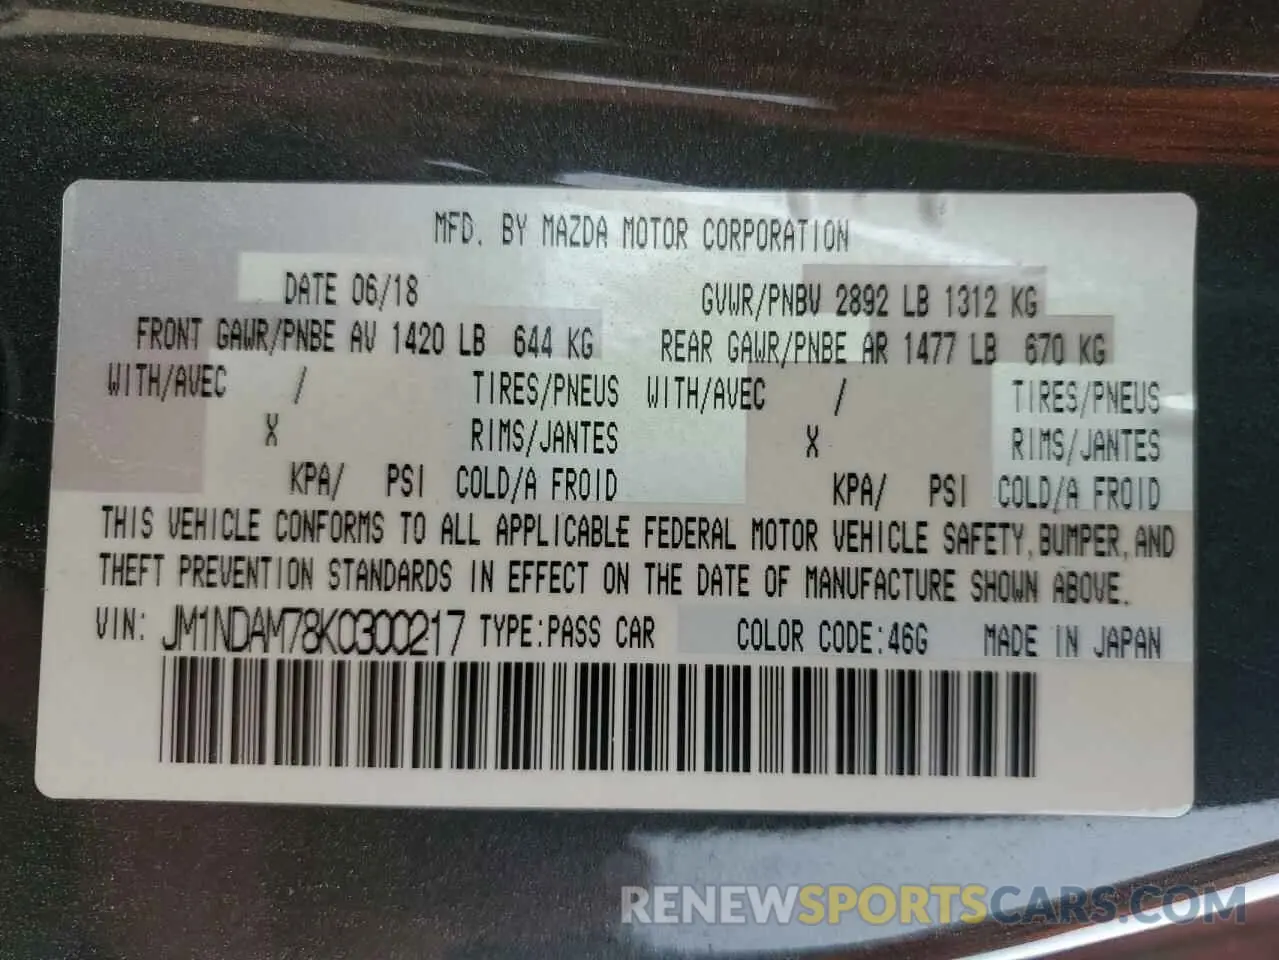 MFD. BY MAZDA MOTOR CORPORATION
DATE 06/18 GVWR/PNBV 2892 LB 1312 KG
FRONT GAWR/PNBE AV 1420 LB 644 KG REAR GAWR/PNBE AR 1477 LB 670 KG
WITH/AVEC / TIRES/PNEUS WITH/AVEC / TIRES/PNEUS
X RIMS/JANTES X RIMS/JANTES
KPA/ PSI COLD/A FROID KPA/ PSI COLD/A FROID
THIS VEHICLE CONFORMS TO ALL APPLICABLE FEDERAL MOTOR VEHICLE SAFETY, BUMPER, AND
THEFT PREVENTION STANDARDS IN EFFECT ON THE DATE OF MANUFACTURE SHOWN ABOVE.
VIN: JM1NDAM78K0300217 TYPE:PASS CAR COLOR CODE:46G MADE IN JAPAN
RENEWSPORTSCARS.COM